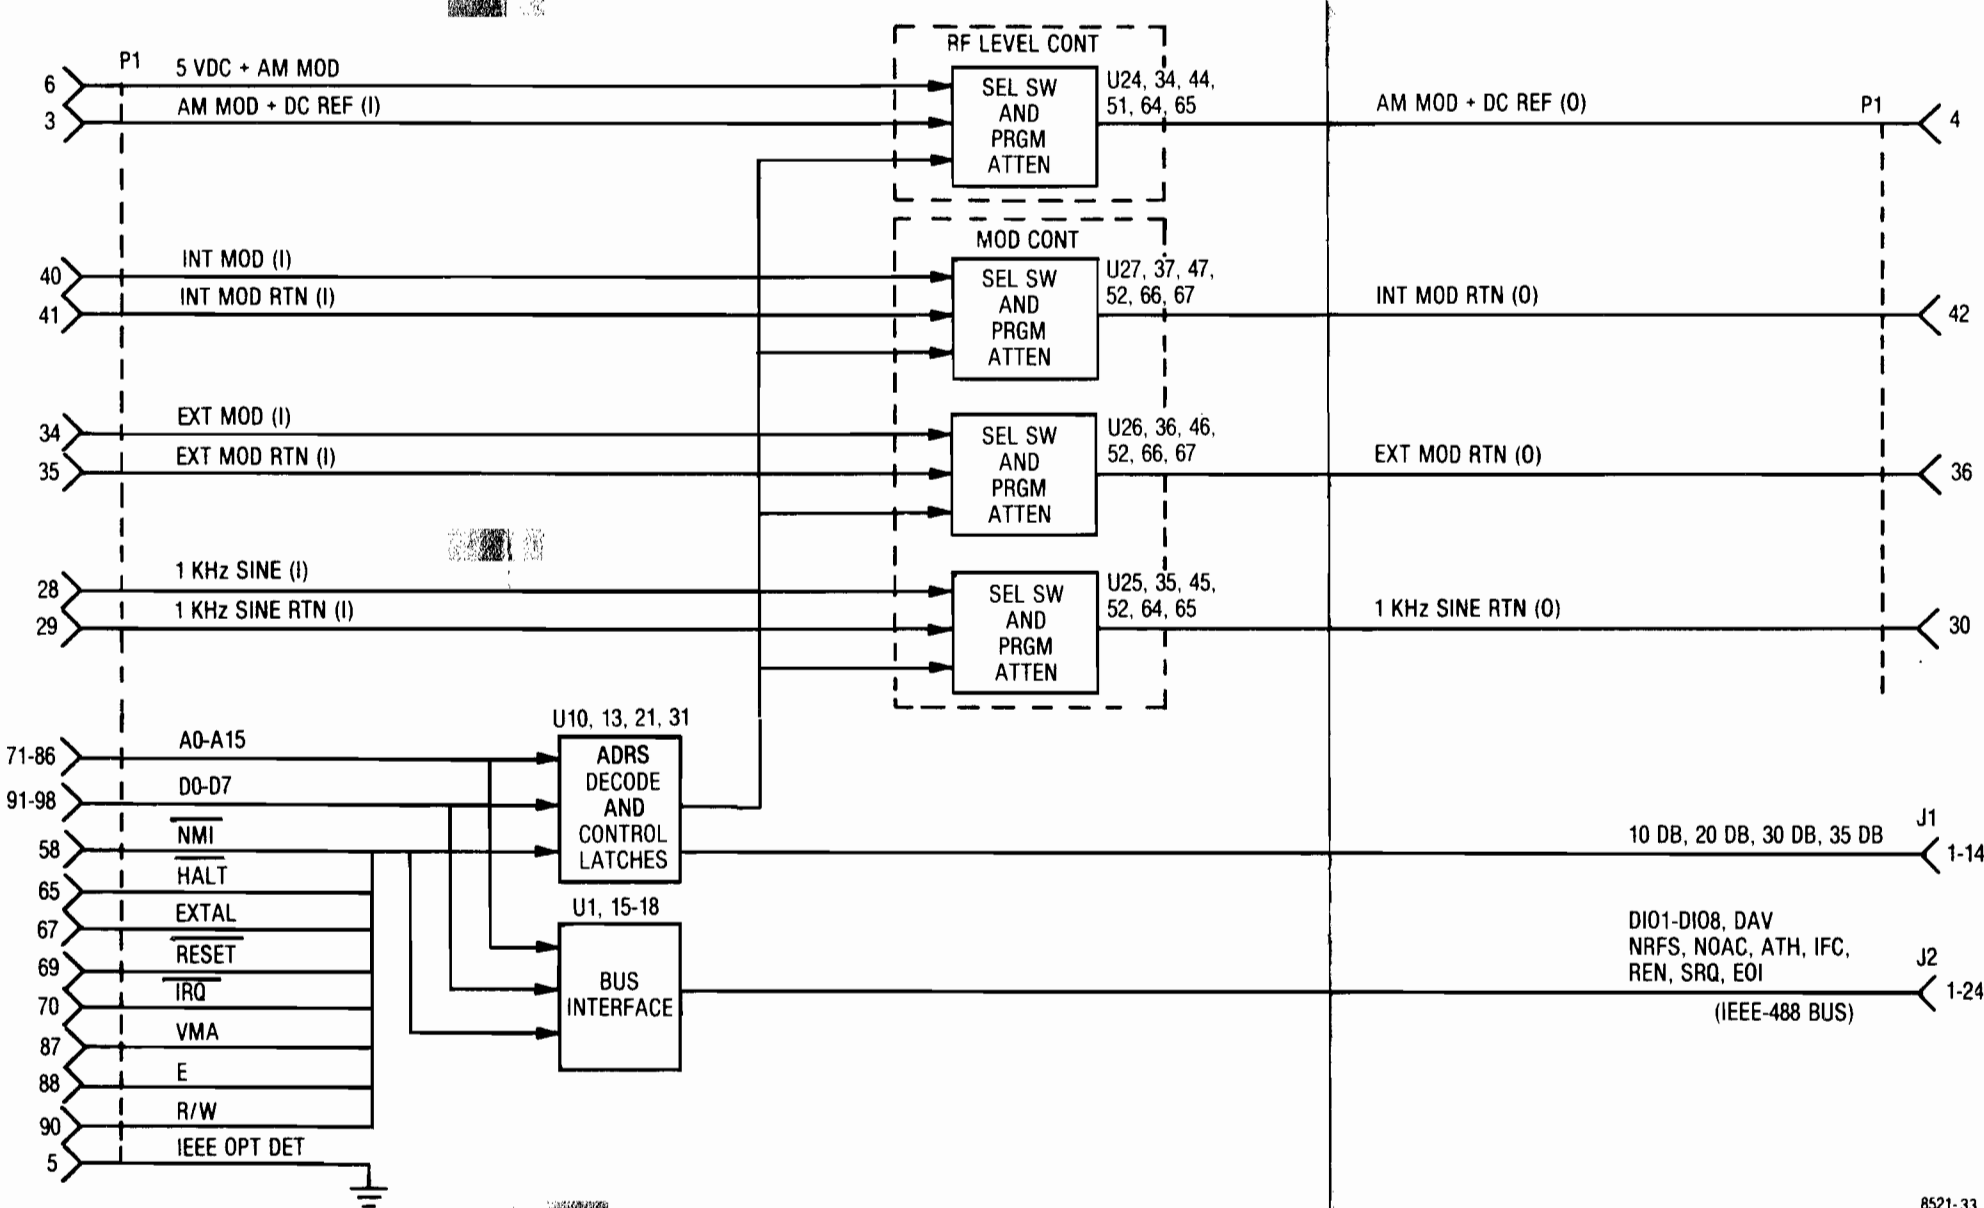 RF LEVEL CONT
P1
6
5 VDC + AM MOD
3
AM MOD + DC REF (I)
SEL SW
AND
PRGM
ATTEN
U24, 34, 44,
51, 64, 65
AM MOD + DC REF (O)
P1
4
MOD CONT
40
INT MOD (I)
41
INT MOD RTN (I)
SEL SW
AND
PRGM
ATTEN
U27, 37, 47,
52, 66, 67
INT MOD RTN (O)
42
34
EXT MOD (I)
35
EXT MOD RTN (I)
SEL SW
AND
PRGM
ATTEN
U26, 36, 46,
52, 66, 67
EXT MOD RTN (O)
36
28
1 KHz SINE (I)
29
1 KHz SINE RTN (I)
SEL SW
AND
PRGM
ATTEN
U25, 35, 45,
52, 64, 65
1 KHz SINE RTN (O)
30
71-86
A0-A15
91-98
D0-D7
58
NMI
65
HALT
67
EXTAL
69
RESET
70
IRQ
87
VMA
88
E
90
R/W
5
IEEE OPT DET
U10, 13, 21, 31
ADRS
DECODE
AND
CONTROL
LATCHES
10 DB, 20 DB, 30 DB, 35 DB
J1
1-14
U1, 15-18
BUS
INTERFACE
DIO1-DIO8, DAV
NRFS, NOAC, ATH, IFC,
REN, SRQ, EOI
J2
1-24
(IEEE-488 BUS)
8521-33